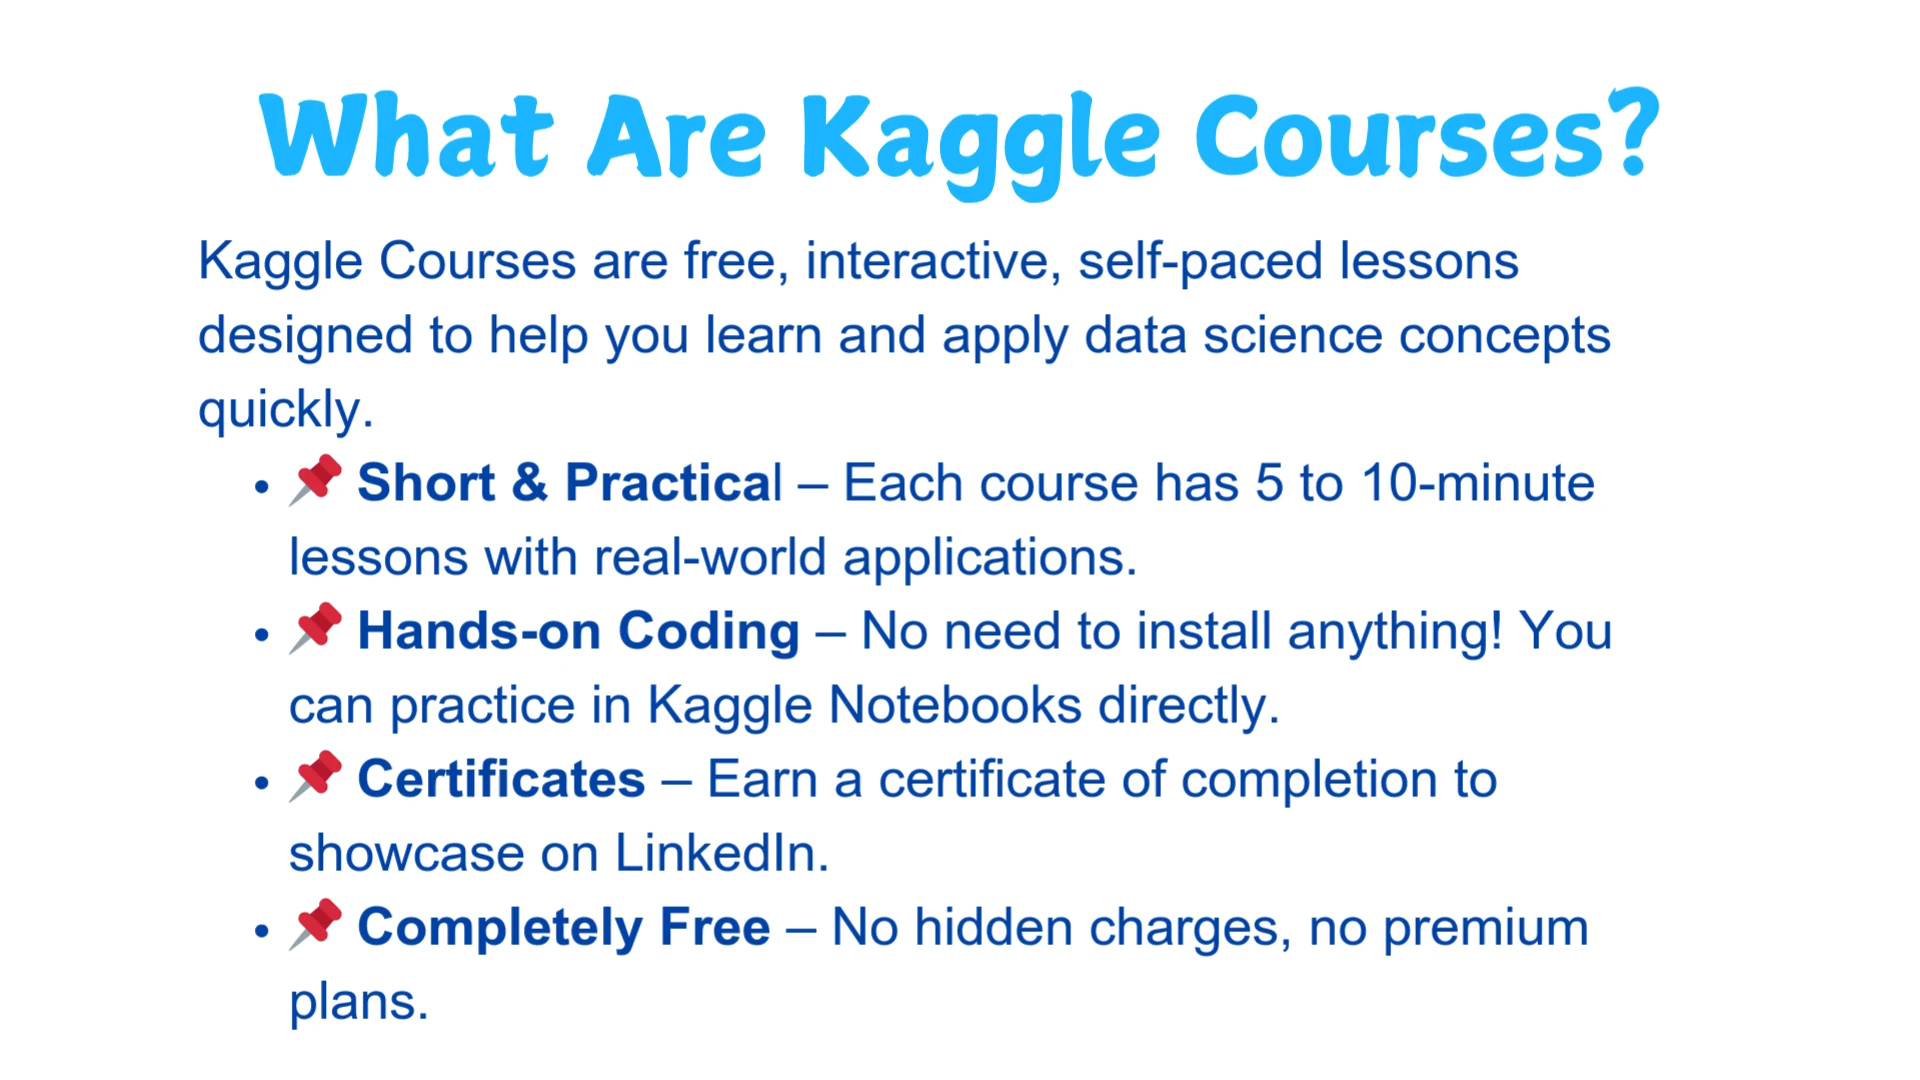 What Are Kaggle Courses?
Kaggle Courses are free, interactive, self-paced lessons
designed to help you learn and apply data science concepts
quickly.
• 📌 Short & Practical – Each course has 5 to 10-minute
lessons with real-world applications.
• 📌 Hands-on Coding – No need to install anything! You
can practice in Kaggle Notebooks directly.
• 📌 Certificates – Earn a certificate of completion to
showcase on LinkedIn.
• 📌 Completely Free – No hidden charges, no premium
plans.